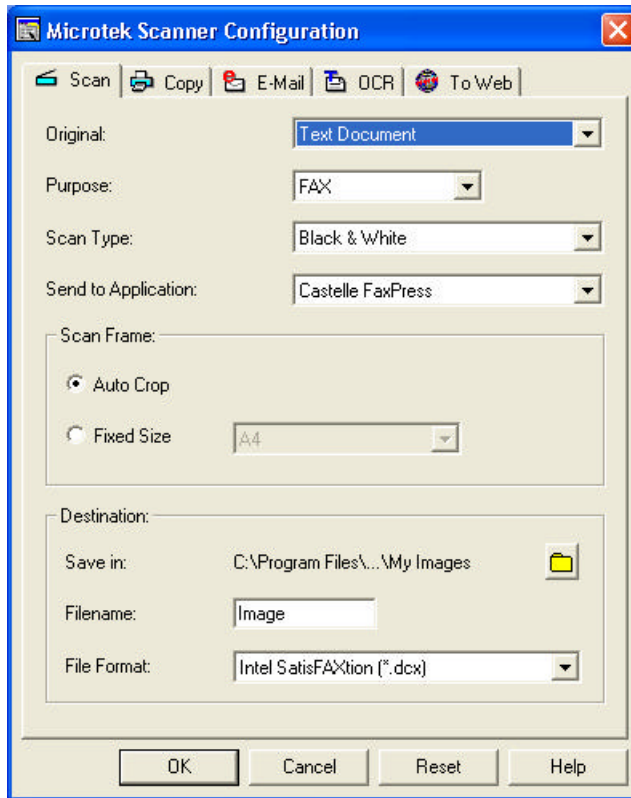 Microtek Scanner Configuration
Scan Copy E-Mail OCR To Web
Original: Text Document
Purpose: FAX
Scan Type: Black & White
Send to Application: Castelle FaxPress
Scan Frame:
Auto Crop
Fixed Size A4
Destination:
Save in: C:\Program Files\...\My Images
Filename: Image
File Format: Intel SatisFAXtion (*.dcx)
OK Cancel Reset Help